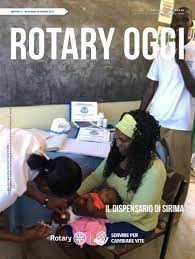 ROTARY OGGI
IL DISPENSARIO DI SIRIMA
Rotary
SERVIRE PER
CAMBIARE VITE